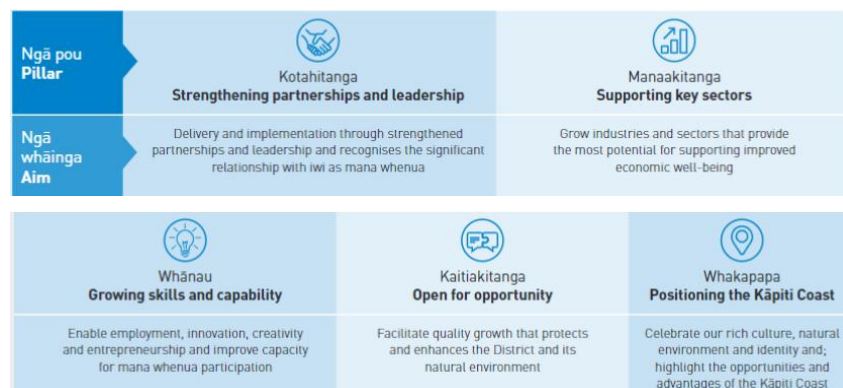 Ngā pou
Pillar
Kotahitanga
Strengthening partnerships and leadership
Manaakitanga
Supporting key sectors
Ngā
whāinga
Aim
Delivery and implementation through strengthened
partnerships and leadership and recognises the significant
relationship with iwi as mana whenua
Grow industries and sectors that provide
the most potential for supporting improved
economic well-being
Whānau
Growing skills and capability
Kaitiakitanga
Open for opportunity
Whakapapa
Positioning the Kāpiti Coast
Enable employment, innovation, creativity
and entrepreneurship and improve capacity
for mana whenua participation
Facilitate quality growth that protects
and enhances the District and its
natural environment
Celebrate our rich culture, natural
environment and identity and;
highlight the opportunities and
advantages of the Kāpiti Coast